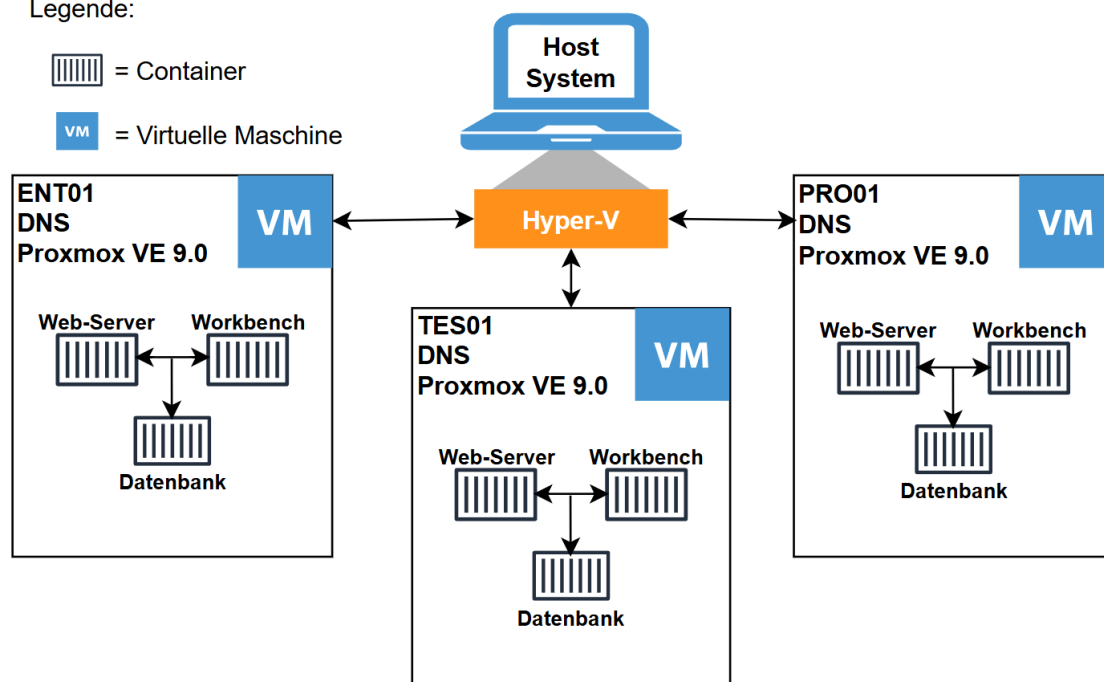 Legende:
= Container
VM = Virtuelle Maschine
Host
System
Hyper-V
ENT01
DNS
Proxmox VE 9.0
VM
Web-Server Workbench
Datenbank
TES01
DNS
Proxmox VE 9.0
VM
Web-Server Workbench
Datenbank
PRO01
DNS
Proxmox VE 9.0
VM
Web-Server Workbench
Datenbank